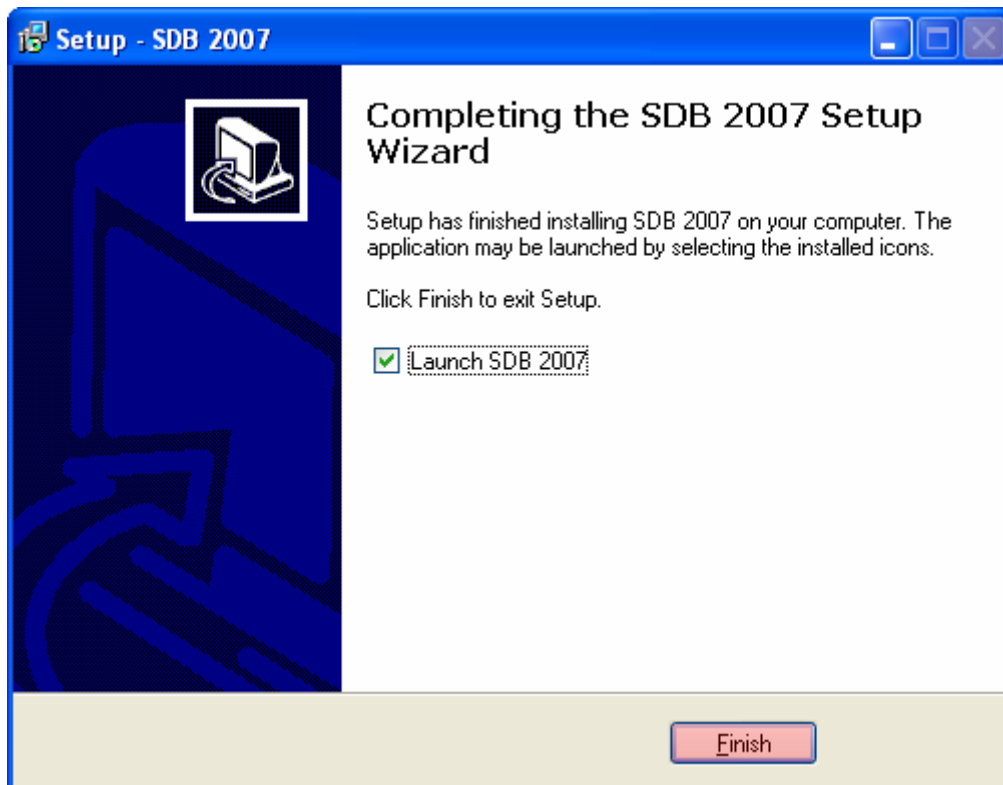 Setup - SDB 2007
Completing the SDB 2007 Setup
Wizard
Setup has finished installing SDB 2007 on your computer. The
application may be launched by selecting the installed icons.
Click Finish to exit Setup.
Launch SDB 2007
Finish